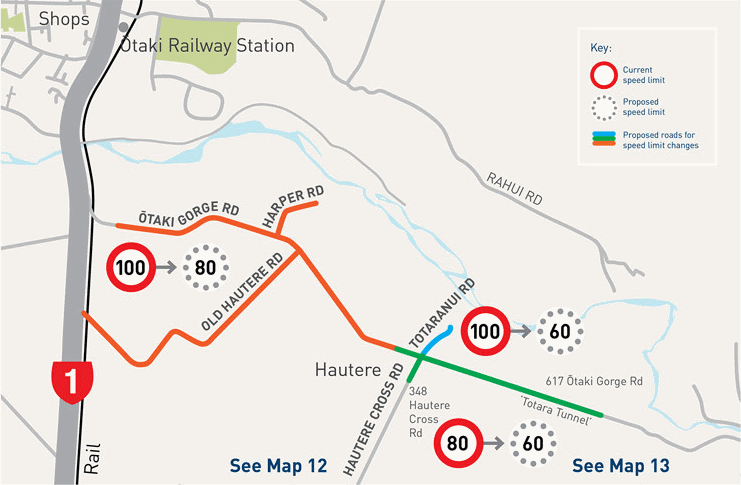 Shops
Ōtaki Railway Station
Key:
Current
speed limit
Proposed
speed limit
Proposed roads for
speed limit changes
RAHUI RD
ŌTAKI GORGE RD
HARPER RD
100
80
OLD HAUTERE RD
TOTARANUI RD
100
60
1
Hautere
617 Ōtaki Gorge Rd
'Totara Tunnel'
348
Hautere
Cross
Rd
HAUTERE CROSS RD
80
60
Rail
See Map 12
See Map 13